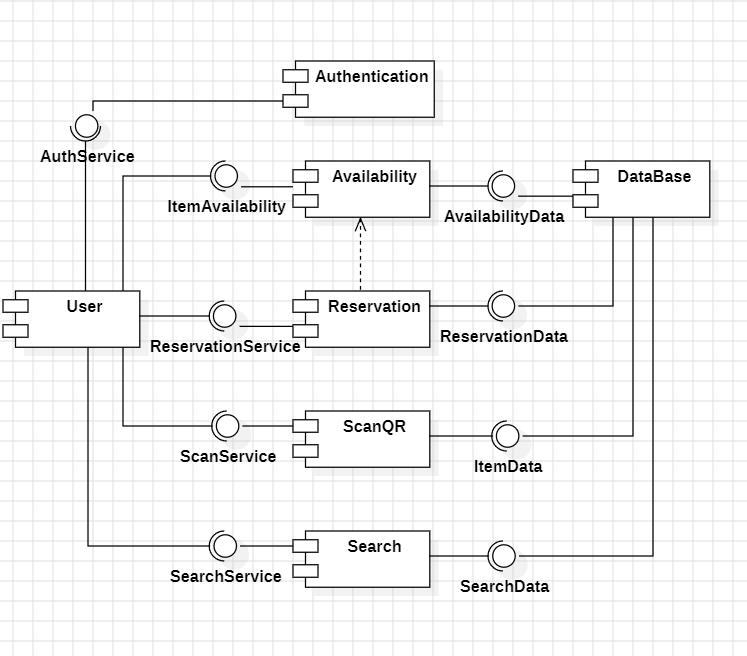 Authentication
AuthService
ItemAvailability
Availability
AvailabilityData
DataBase
User
ReservationService
Reservation
ReservationData
ScanService
ScanQR
ItemData
SearchService
Search
SearchData